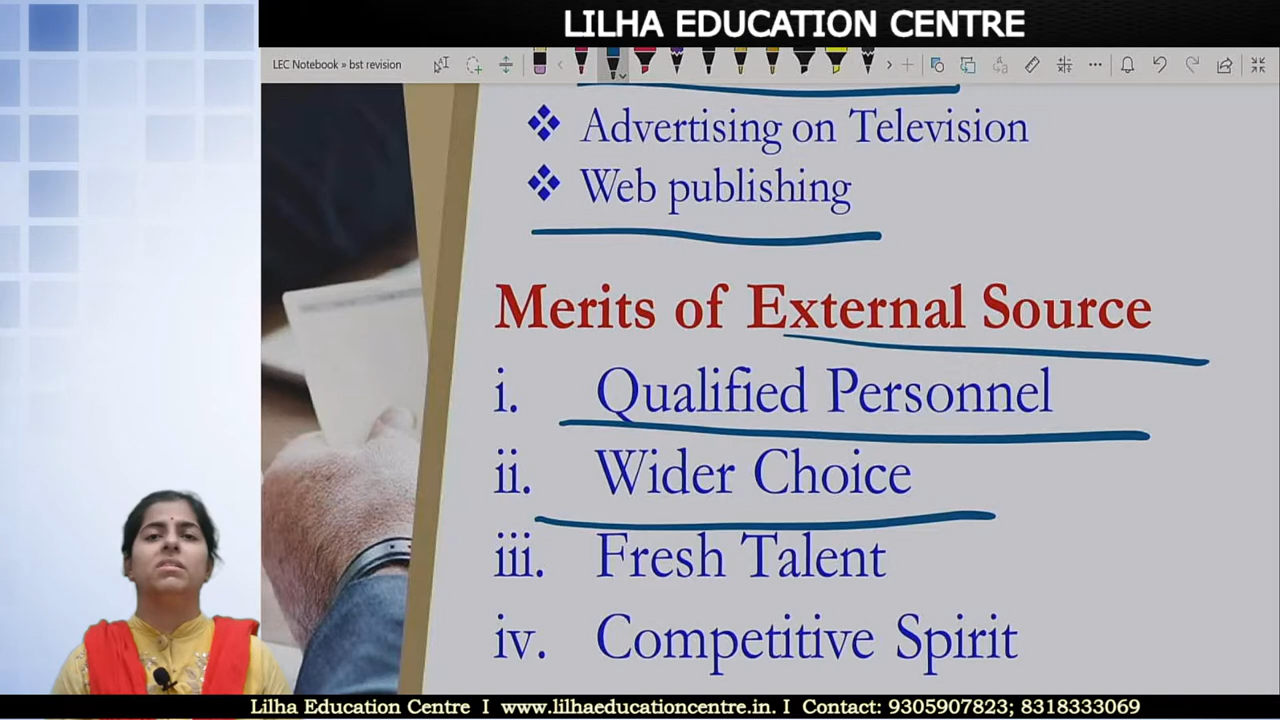 LILHA EDUCATION CENTRE
LEC Notebook » bst revision
❖ Advertising on Television
❖ Web publishing
Merits of External Source
i. Qualified Personnel
ii. Wider Choice
iii. Fresh Talent
iv. Competitive Spirit
Lilha Education Centre I www.lilhaeducationcentre.in. I Contact: 9305907823; 8318333069